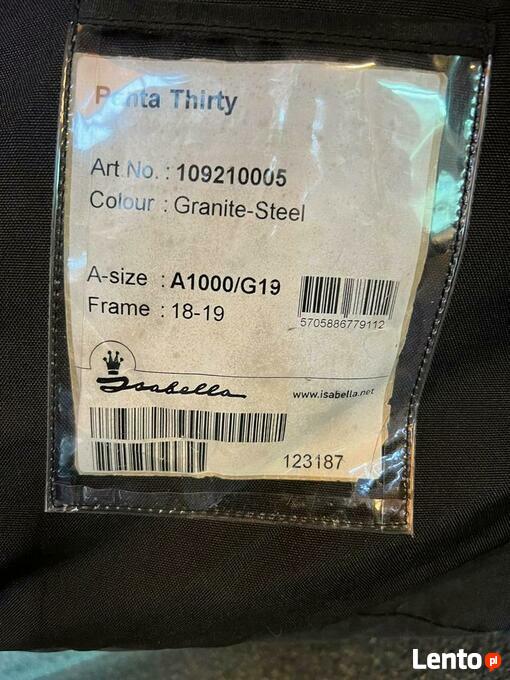 Penta Thirty
Art.No. : 109210005
Colour : Granite-Steel
A-size : A1000/G19
Frame : 18-19
5705886779112
Isabella
www.isabella.net
123187
Lento.pl